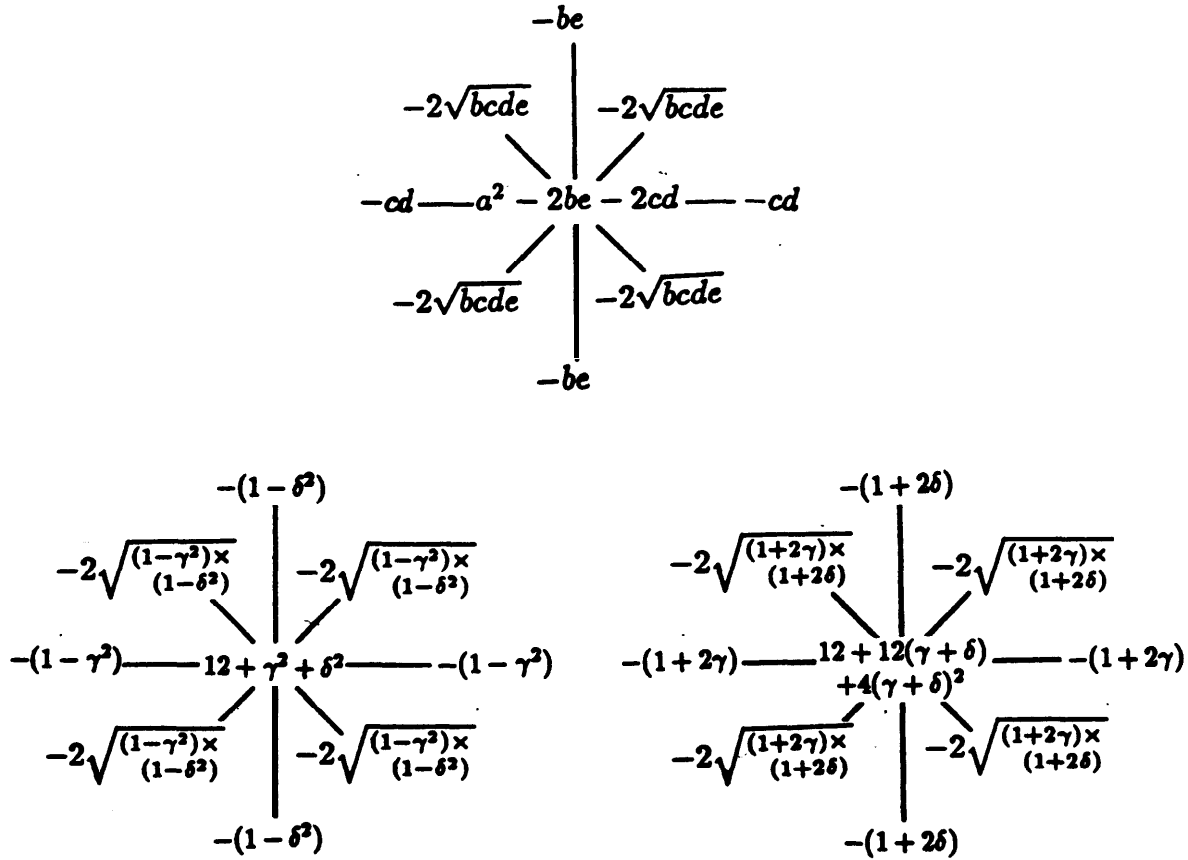 −be
−2√bcde −2√bcde
−cd a² − 2be − 2cd −cd
−2√bcde −2√bcde
−be
−(1−δ²) −(1+2δ)
−2√(1−γ²)× −2√(1−γ²)× −2√(1+2γ)× −2√(1+2γ)×
(1−δ²) (1−δ²) (1+2δ) (1+2δ)
−(1−γ²) 12+γ²+δ² −(1−γ²) −(1+2γ) 12+12(γ+δ) −(1+2γ)
+4(γ+δ)²
−2√(1−γ²)× −2√(1−γ²)× −2√(1+2γ)× −2√(1+2γ)×
(1−δ²) (1−δ²) (1+2δ) (1+2δ)
−(1−δ²) −(1+2δ)